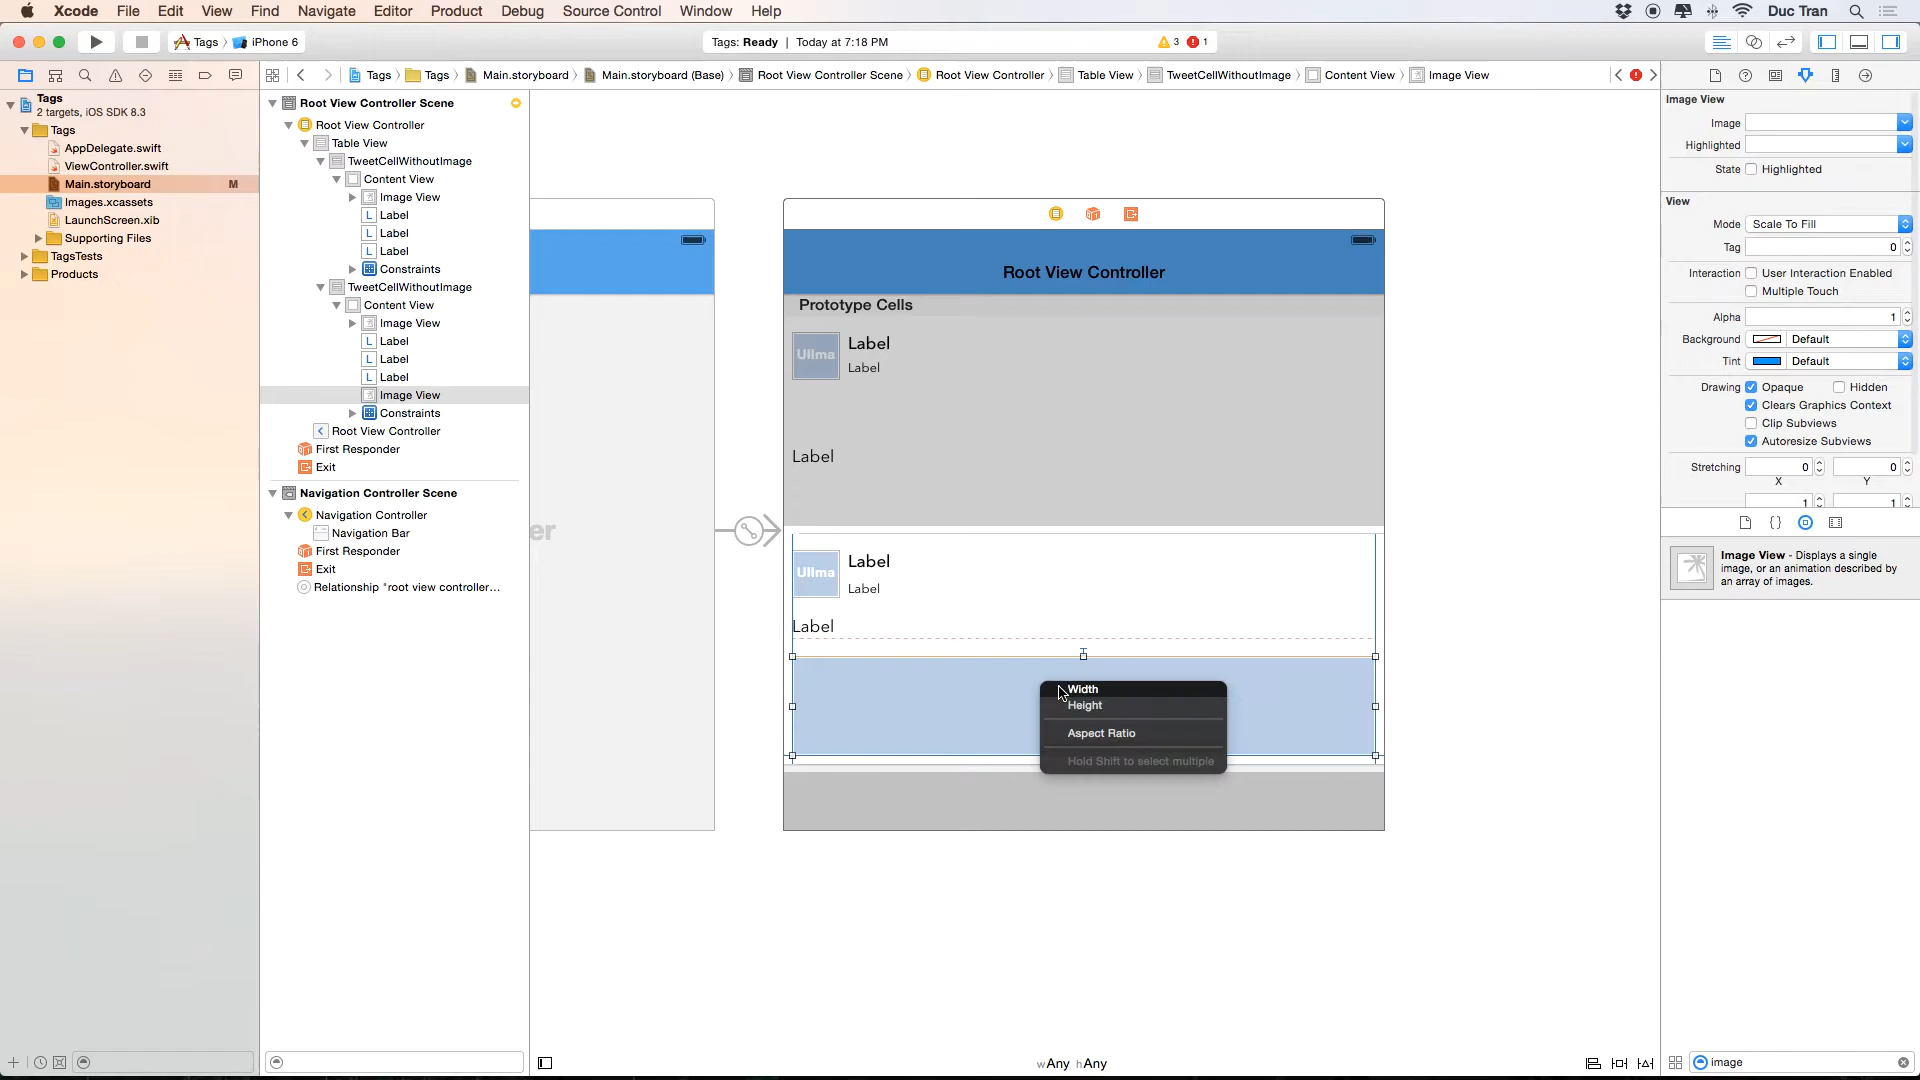 Xcode File Edit View Find Navigate Editor Product Debug Source Control Window Help Duc Tran
Tags iPhone 6 Tags: Ready | Today at 7:18 PM 3 1
Tags Tags Main.storyboard Main.storyboard (Base) Root View Controller Scene Root View Controller Table View TweetCellWithoutImage Content View Image View
Tags
2 targets, iOS SDK 8.3
Tags
AppDelegate.swift
ViewController.swift
Main.storyboard M
Images.xcassets
LaunchScreen.xib
Supporting Files
TagsTests
Products
Root View Controller Scene
Root View Controller
Table View
TweetCellWithoutImage
Content View
Image View
L Label
L Label
L Label
Constraints
TweetCellWithoutImage
Content View
Image View
L Label
L Label
L Label
Image View
Constraints
Root View Controller
First Responder
Exit
Navigation Controller Scene
Navigation Controller
Navigation Bar
First Responder
Exit
Relationship "root view controller...
er
Root View Controller
Prototype Cells
UIIma
Label
Label
Label
UIIma
Label
Label
Label
Width
Height
Aspect Ratio
Hold Shift to select multiple
wAny hAny
Image View
Image
Highlighted
State Highlighted
View
Mode Scale To Fill
Tag 0
Interaction User Interaction Enabled
Multiple Touch
Alpha 1
Background Default
Tint Default
Drawing Opaque Hidden
Clears Graphics Context
Clip Subviews
Autoresize Subviews
Stretching 0 0
X Y
1 1
Image View - Displays a single
image, or an animation described by
an array of images.
image